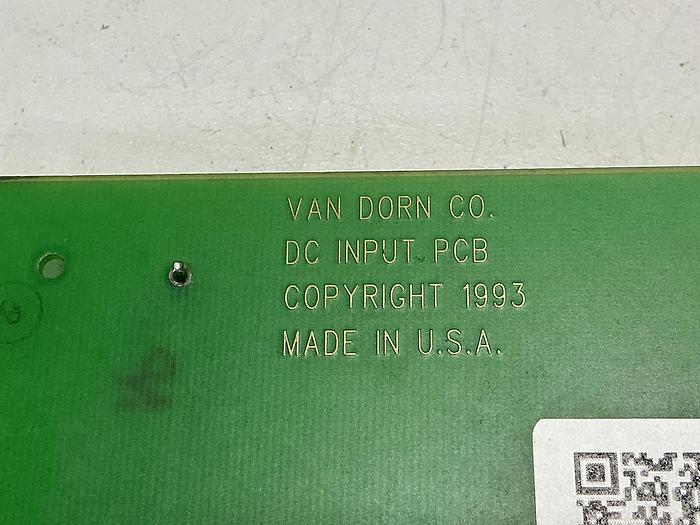 VAN DORN CO.
DC INPUT PCB
COPYRIGHT 1993
MADE IN U.S.A.